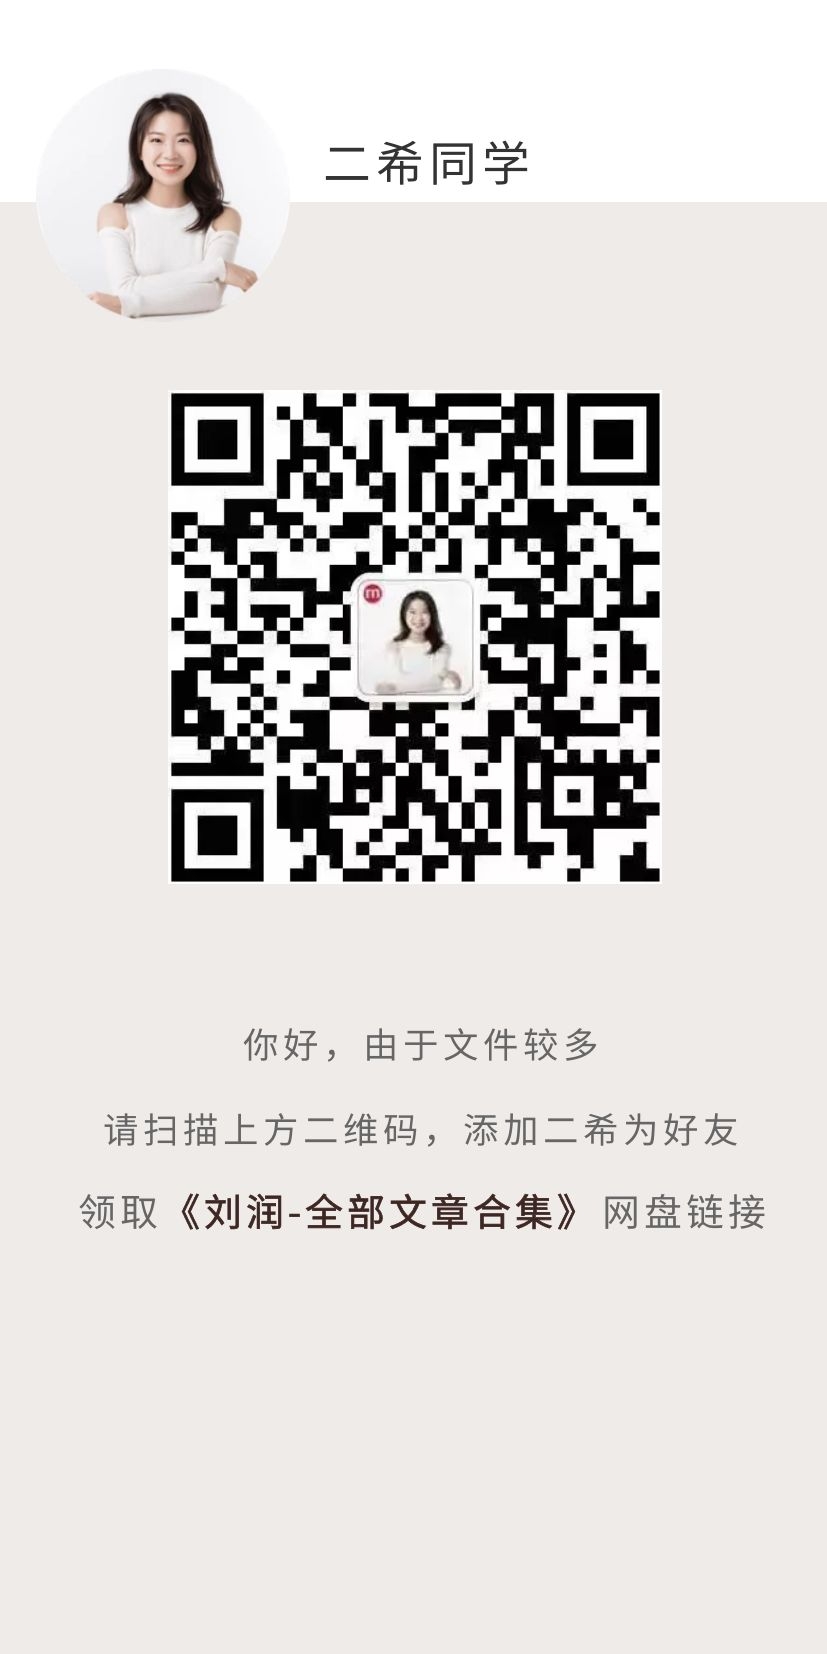 二希同学
m
你好，由于文件较多
请扫描上方二维码，添加二希为好友
领取《刘润-全部文章合集》网盘链接